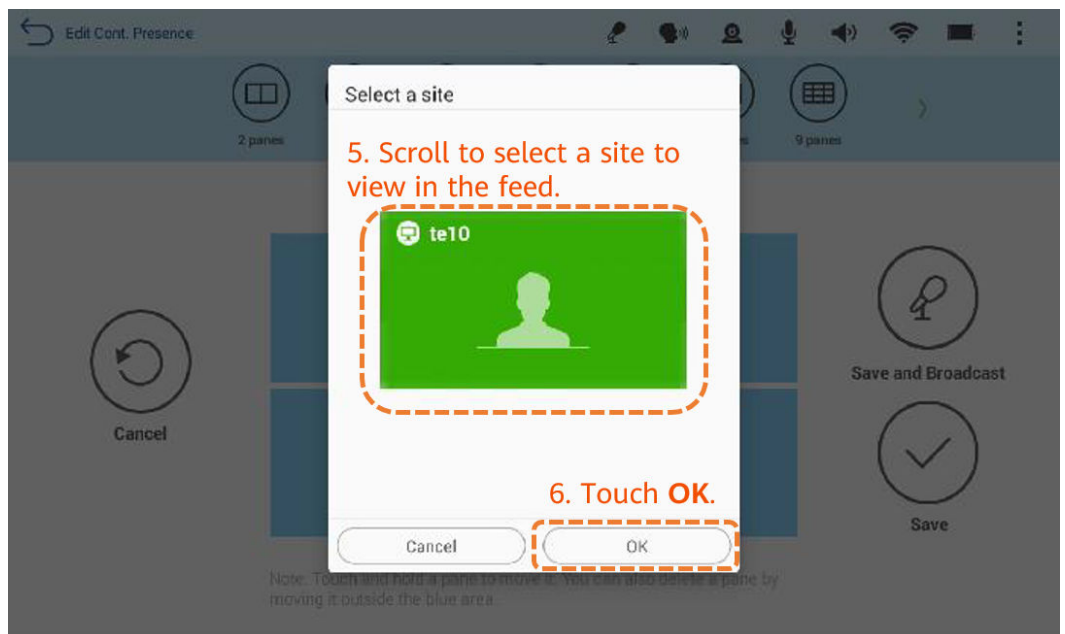 Edit Cont. Presence
2 panes
9 panes
Select a site
5. Scroll to select a site to
view in the feed.
te10
Save and Broadcast
Cancel
6. Touch OK.
Save
Cancel
OK
Note: Touch and hold a pane to move it. You can also delete a pane by
moving it outside the blue area.